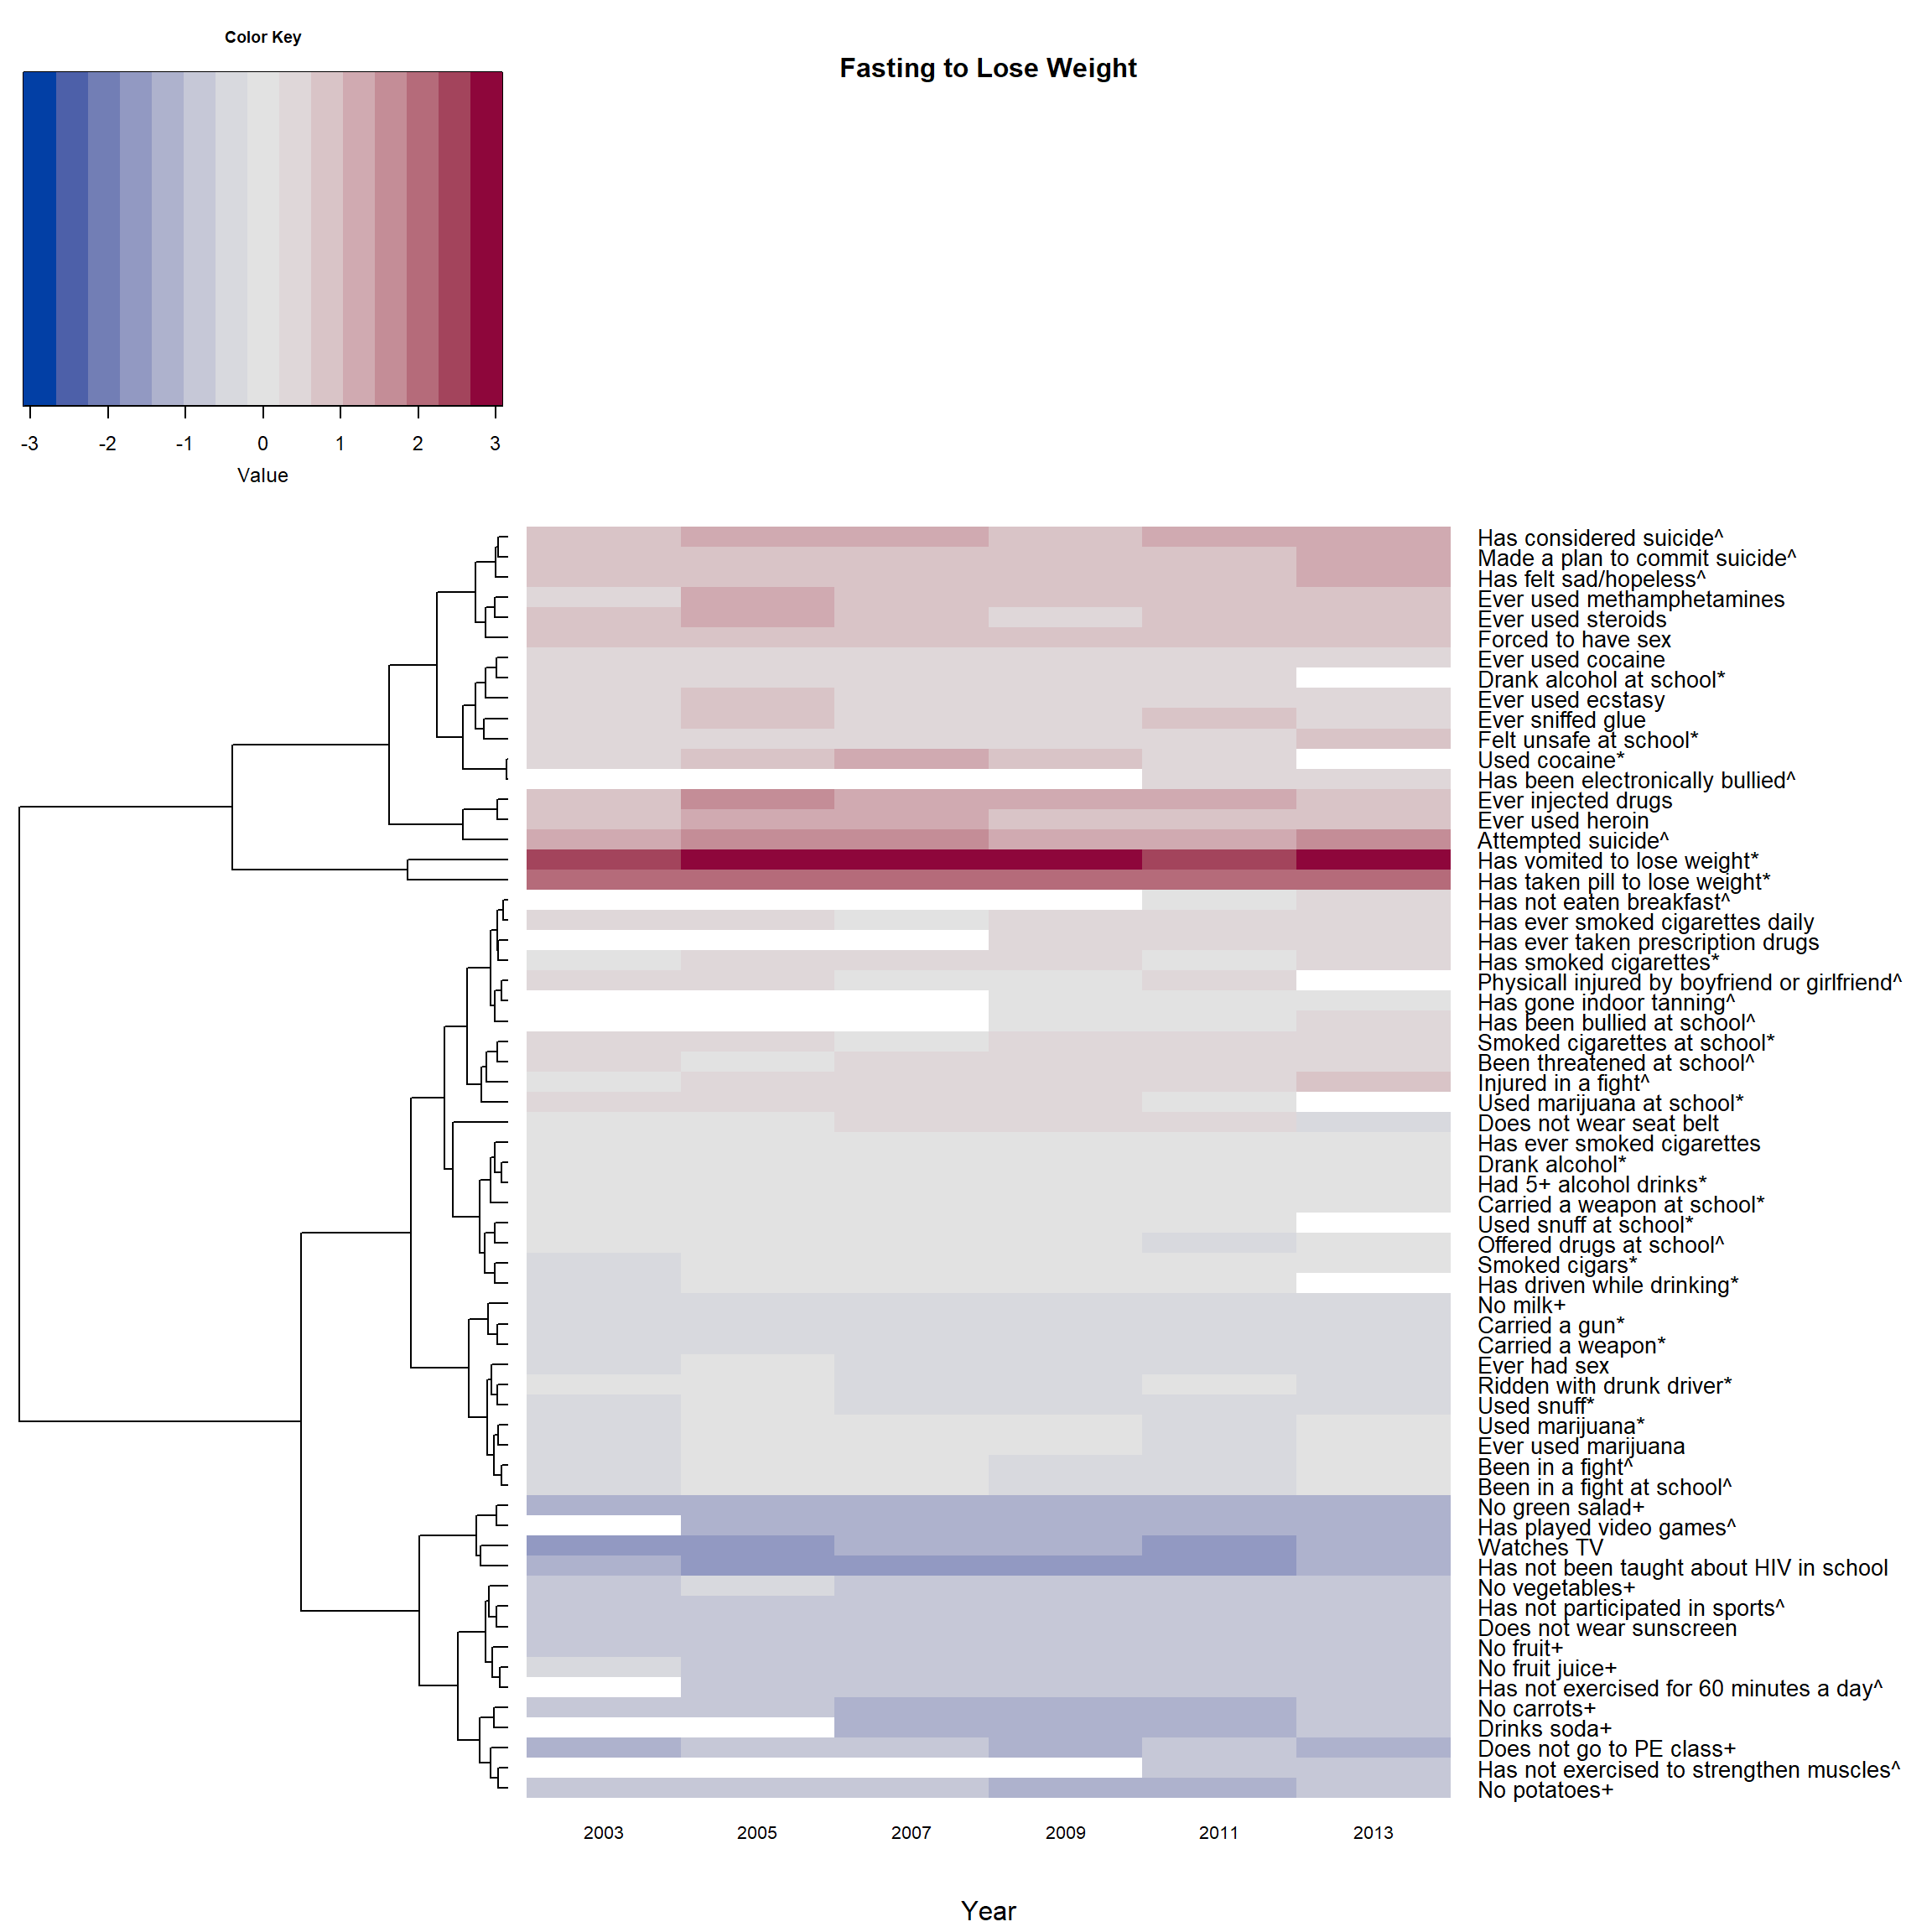 Color Key
Fasting to Lose Weight
-3 -2 -1 0 1 2 3
Value
Has considered suicide^
Made a plan to commit suicide^
Has felt sad/hopeless^
Ever used methamphetamines
Ever used steroids
Forced to have sex
Ever used cocaine
Drank alcohol at school*
Ever used ecstasy
Ever sniffed glue
Felt unsafe at school*
Used cocaine*
Has been electronically bullied^
Ever injected drugs
Ever used heroin
Attempted suicide^
Has vomited to lose weight*
Has taken pill to lose weight*
Has not eaten breakfast^
Has ever smoked cigarettes daily
Has ever taken prescription drugs
Has smoked cigarettes*
Physicall injured by boyfriend or girlfriend^
Has gone indoor tanning^
Has been bullied at school^
Smoked cigarettes at school*
Been threatened at school^
Injured in a fight^
Used marijuana at school*
Does not wear seat belt
Has ever smoked cigarettes
Drank alcohol*
Had 5+ alcohol drinks*
Carried a weapon at school*
Used snuff at school*
Offered drugs at school^
Smoked cigars*
Has driven while drinking*
No milk+
Carried a gun*
Carried a weapon*
Ever had sex
Ridden with drunk driver*
Used snuff*
Used marijuana*
Ever used marijuana
Been in a fight^
Been in a fight at school^
No green salad+
Has played video games^
Watches TV
Has not been taught about HIV in school
No vegetables+
Has not participated in sports^
Does not wear sunscreen
No fruit+
No fruit juice+
Has not exercised for 60 minutes a day^
No carrots+
Drinks soda+
Does not go to PE class+
Has not exercised to strengthen muscles^
No potatoes+
2003 2005 2007 2009 2011 2013
Year